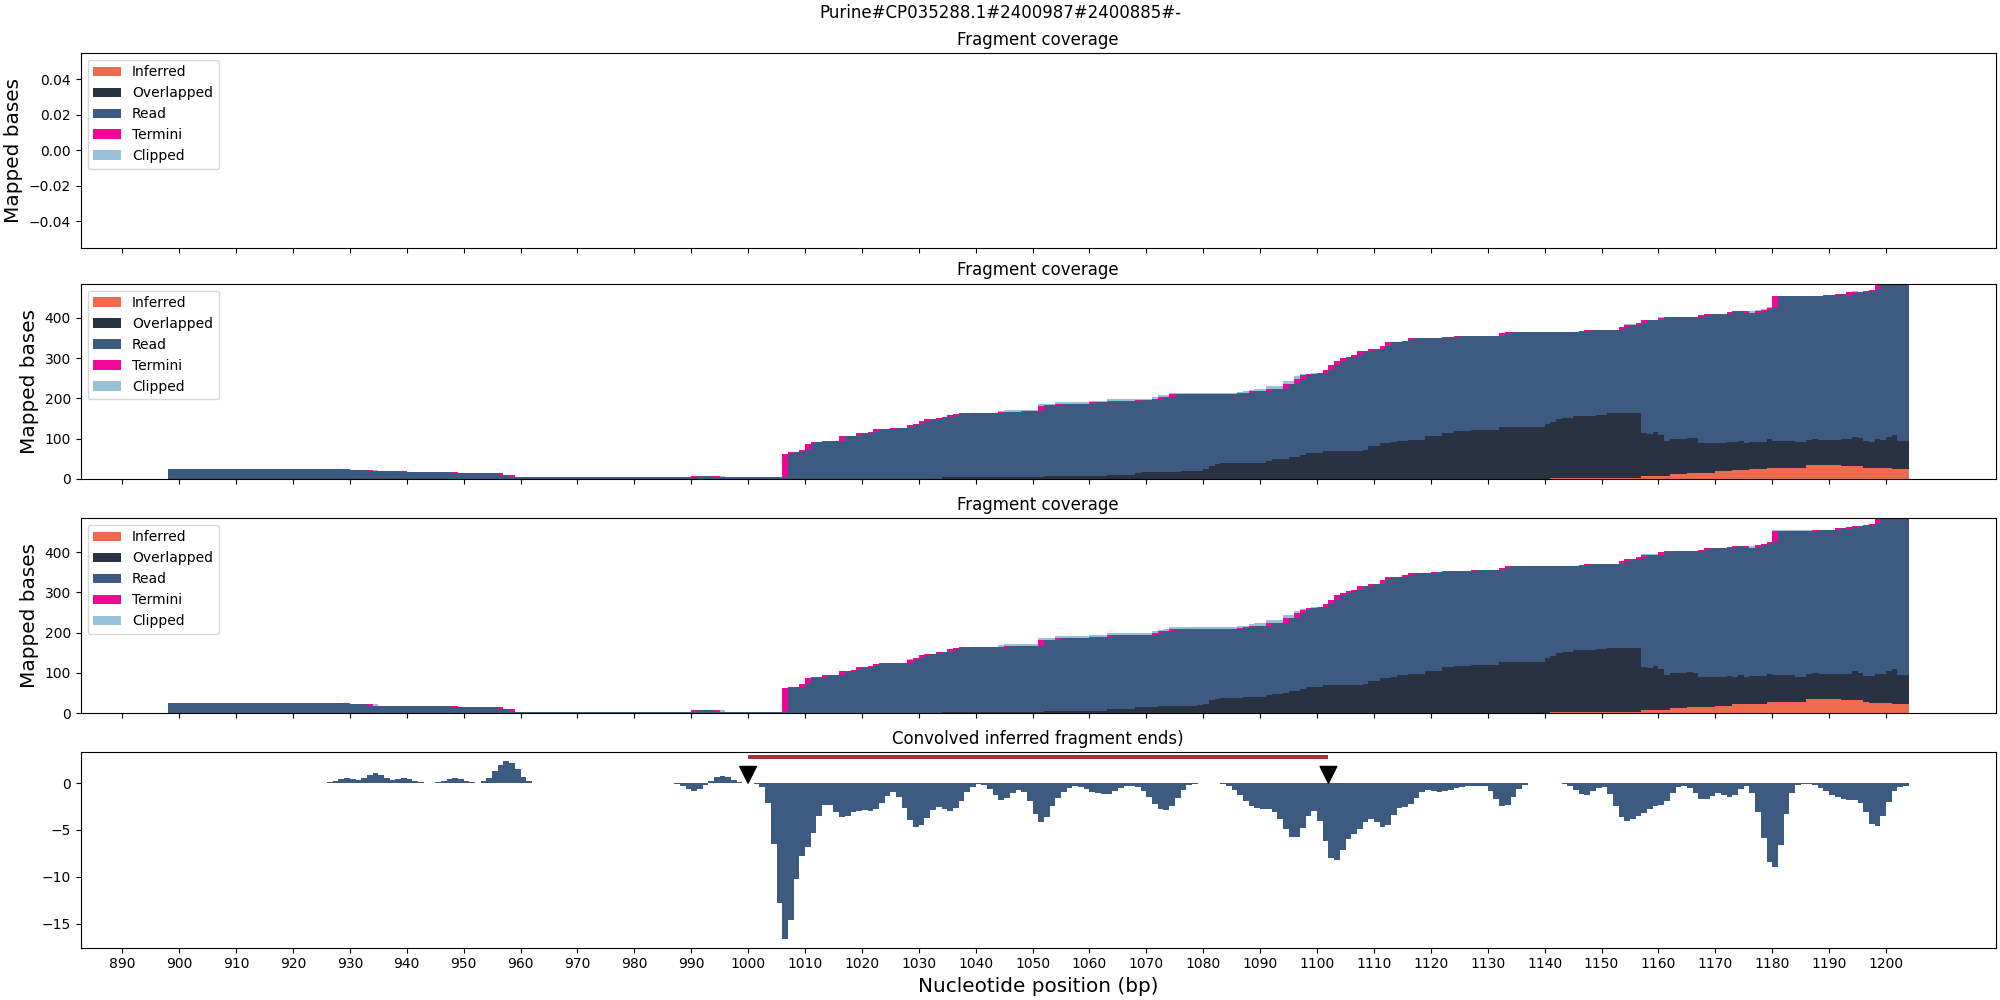 Purine#CP035288.1#2400987#2400885#-
Fragment coverage
Mapped bases
0.04
0.02
0.00
−0.02
−0.04
Inferred
Overlapped
Read
Termini
Clipped
Fragment coverage
Mapped bases
400
300
200
100
0
Inferred
Overlapped
Read
Termini
Clipped
Fragment coverage
Mapped bases
400
300
200
100
0
Inferred
Overlapped
Read
Termini
Clipped
Convolved inferred fragment ends)
0
−5
−10
−15
890 900 910 920 930 940 950 960 970 980 990 1000 1010 1020 1030 1040 1050 1060 1070 1080 1090 1100 1110 1120 1130 1140 1150 1160 1170 1180 1190 1200
Nucleotide position (bp)